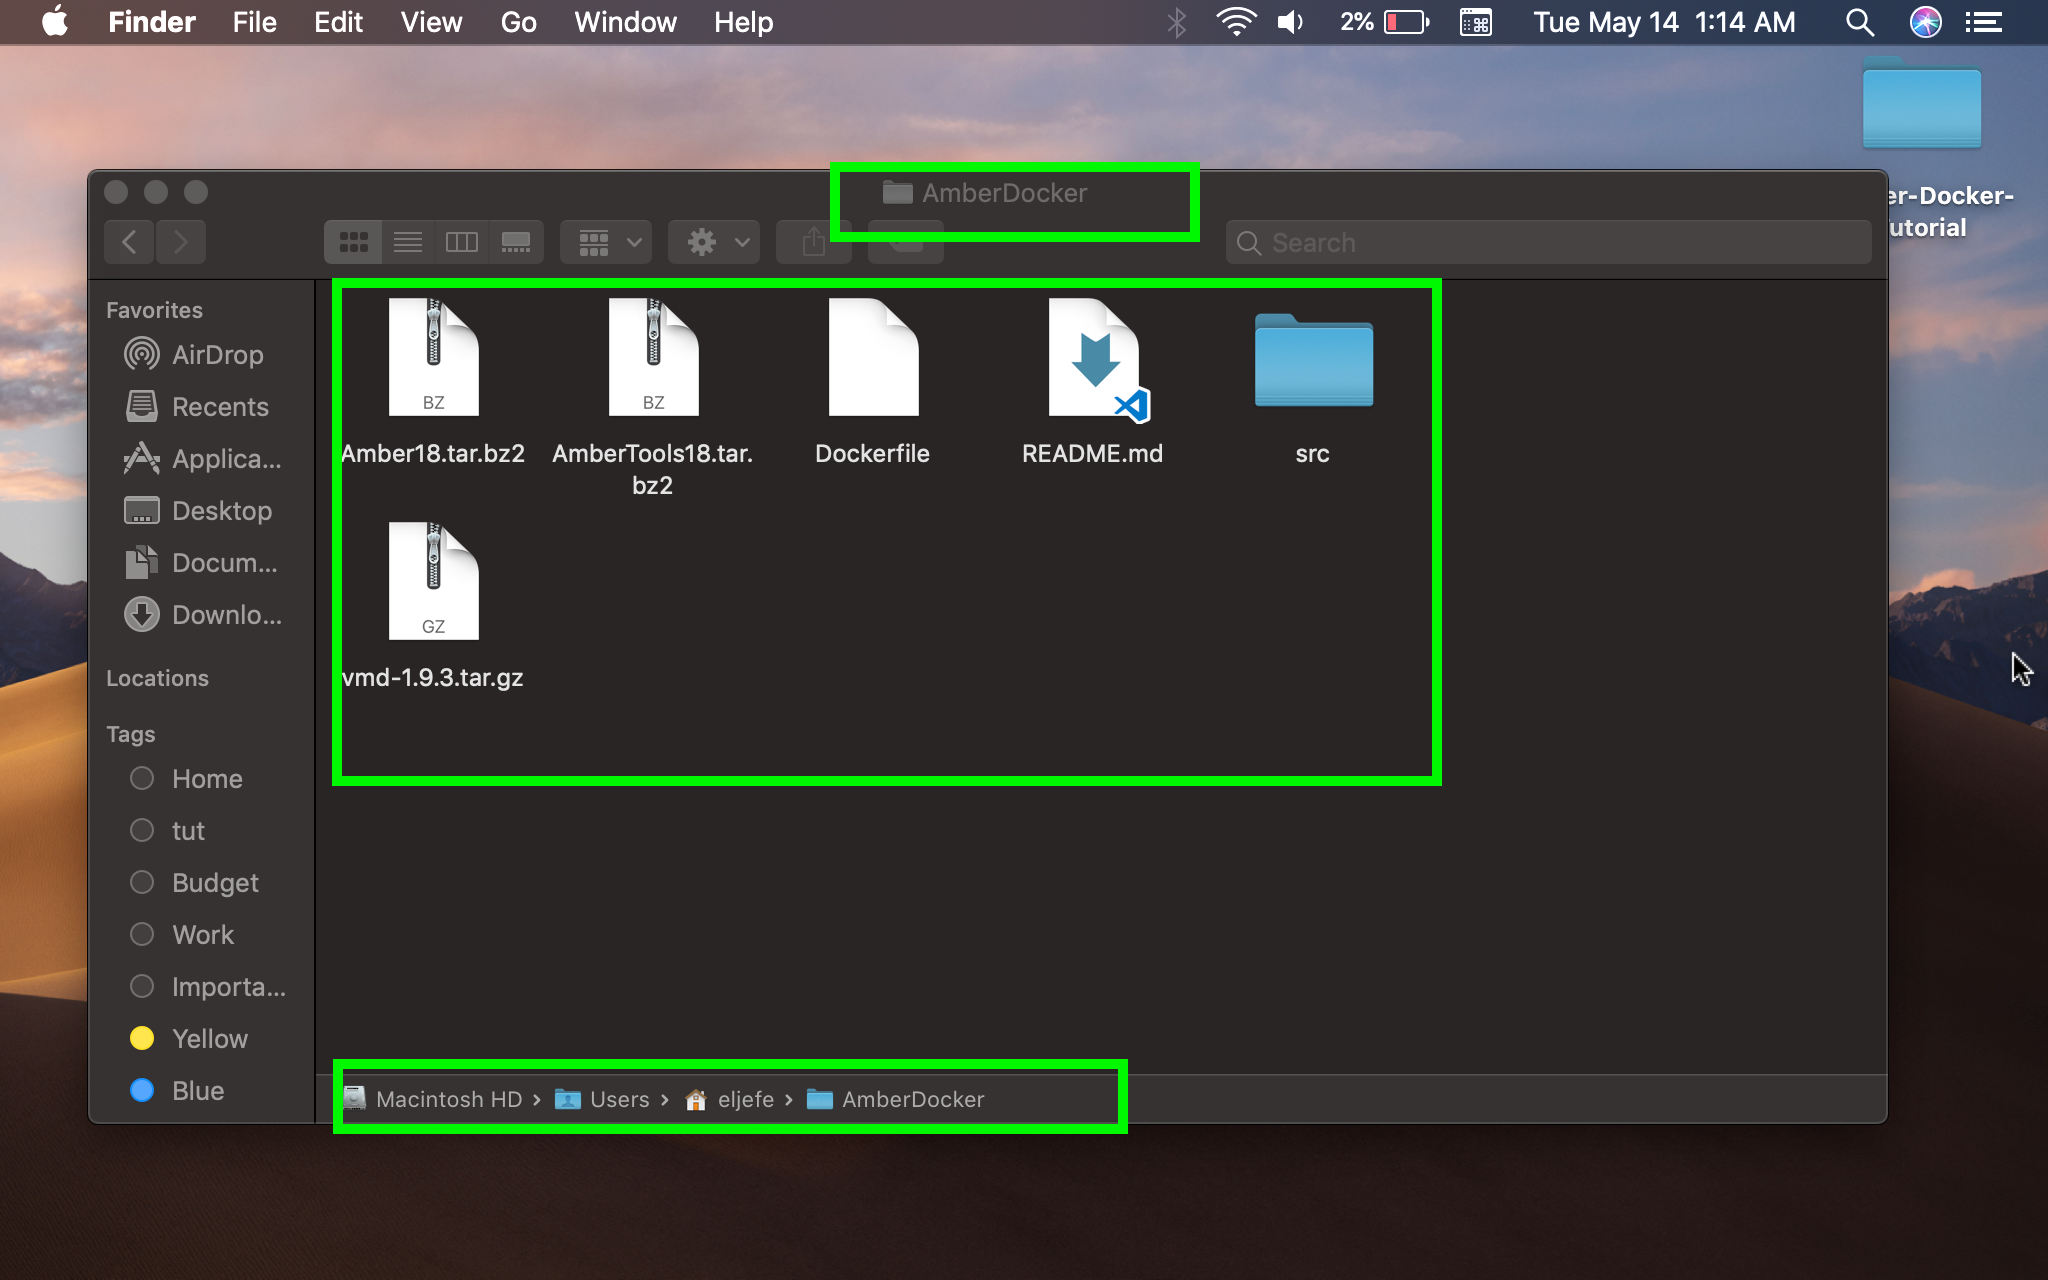 Finder File Edit View Go Window Help 2% Tue May 14 1:14 AM
AmberDocker
er-Docker-
utorial
Search
Favorites
AirDrop
Recents
Applica...
Desktop
Docum...
Downlo...
Locations
Tags
Home
tut
Budget
Work
Importa...
Yellow
Blue
BZ
Amber18.tar.bz2
BZ
AmberTools18.tar.
bz2
Dockerfile
README.md
src
GZ
vmd-1.9.3.tar.gz
Macintosh HD › Users › eljefe › AmberDocker